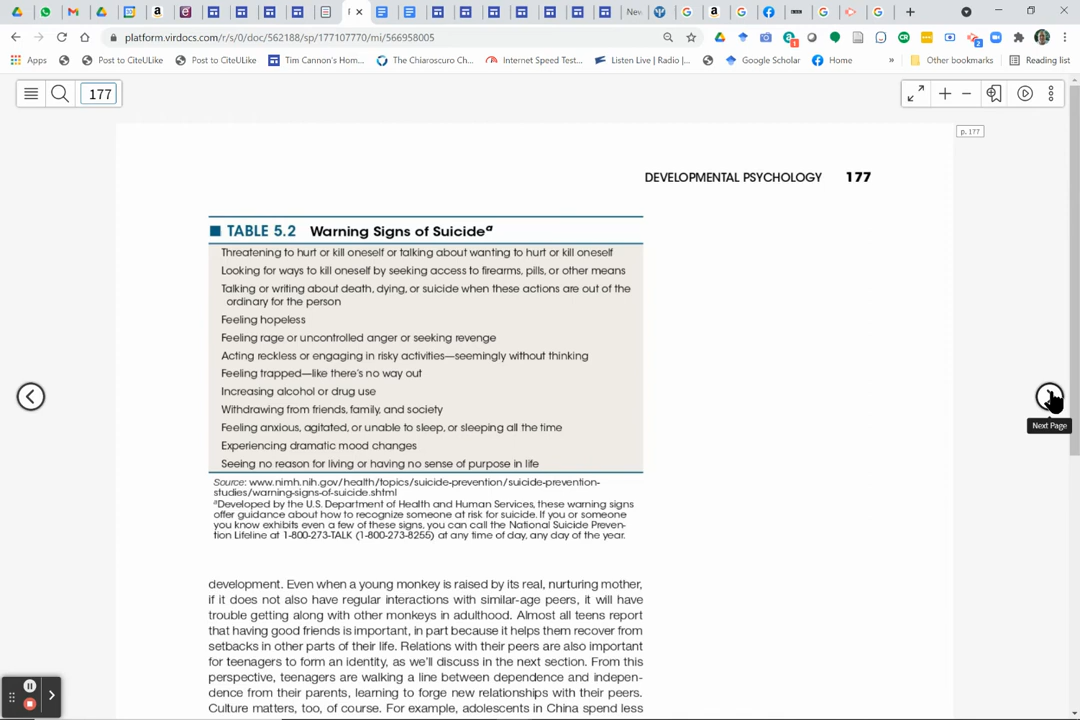 New
platform.virdocs.com/r/s/0/doc/562188/sp/177107770/mi/566958005
Apps
Post to CiteULike
Post to CiteULike
Tim Cannon's Hom...
The Chiaroscuro Ch...
Internet Speed Test...
Listen Live | Radio |...
Google Scholar
Home
»
Other bookmarks
Reading list
177
p. 177
DEVELOPMENTAL PSYCHOLOGY 177
TABLE 5.2 Warning Signs of Suicideᵃ
Threatening to hurt or kill oneself or talking about wanting to hurt or kill oneself
Looking for ways to kill oneself by seeking access to firearms, pills, or other means
Talking or writing about death, dying, or suicide when these actions are out of the
ordinary for the person
Feeling hopeless
Feeling rage or uncontrolled anger or seeking revenge
Acting reckless or engaging in risky activities—seemingly without thinking
Feeling trapped—like there's no way out
Increasing alcohol or drug use
Withdrawing from friends, family, and society
Feeling anxious, agitated, or unable to sleep, or sleeping all the time
Experiencing dramatic mood changes
Seeing no reason for living or having no sense of purpose in life
Source: www.nimh.nih.gov/health/topics/suicide-prevention/suicide-prevention-
studies/warning-signs-of-suicide.shtml
ᵃDeveloped by the U.S. Department of Health and Human Services, these warning signs
offer guidance about how to recognize someone at risk for suicide. If you or someone
you know exhibits even a few of these signs, you can call the National Suicide Preven-
tion Lifeline at 1-800-273-TALK (1-800-273-8255) at any time of day, any day of the year.
Next Page
development. Even when a young monkey is raised by its real, nurturing mother,
if it does not also have regular interactions with similar-age peers, it will have
trouble getting along with other monkeys in adulthood. Almost all teens report
that having good friends is important, in part because it helps them recover from
setbacks in other parts of their life. Relations with their peers are also important
for teenagers to form an identity, as we'll discuss in the next section. From this
perspective, teenagers are walking a line between dependence and indepen-
dence from their parents, learning to forge new relationships with their peers.
Culture matters, too, of course. For example, adolescents in China spend less